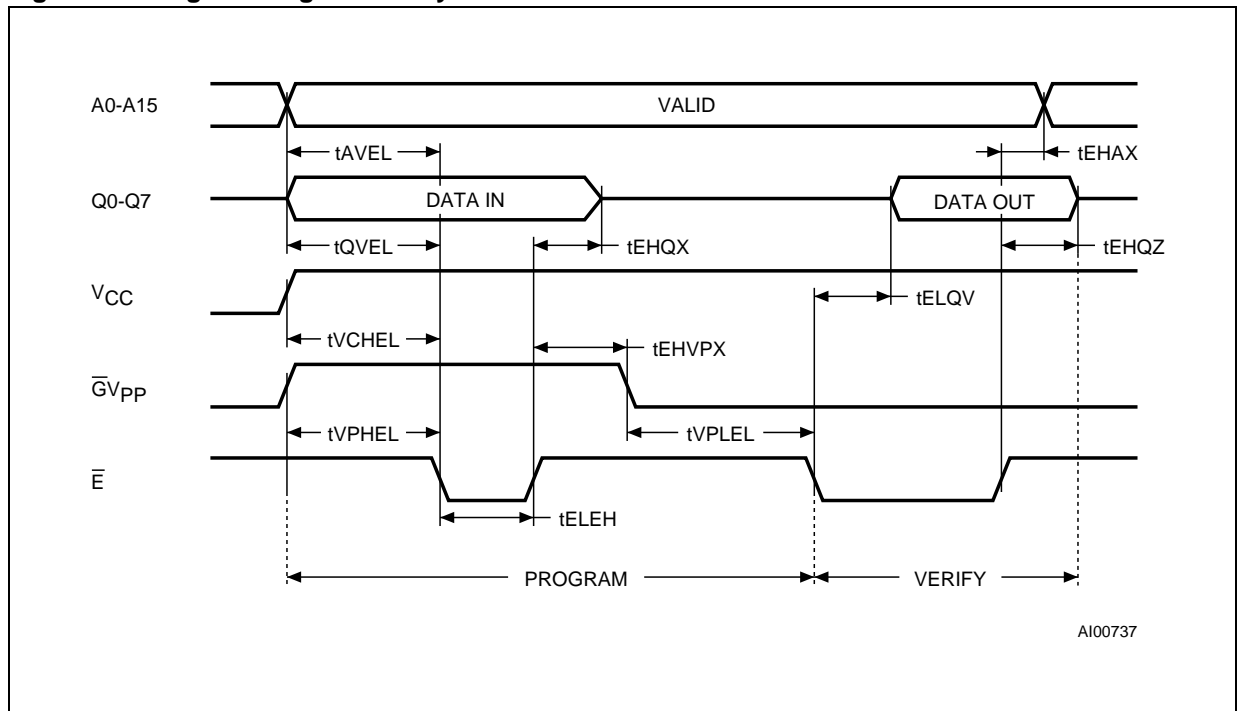 A0-A15
VALID
tAVEL
tEHAX
Q0-Q7
DATA IN
DATA OUT
tQVEL
tEHQX
tEHQZ
VCC
tELQV
tVCHEL
tEHVPX
G̅VPP
tVPHEL
tVPLEL
E̅
tELEH
PROGRAM
VERIFY
AI00737